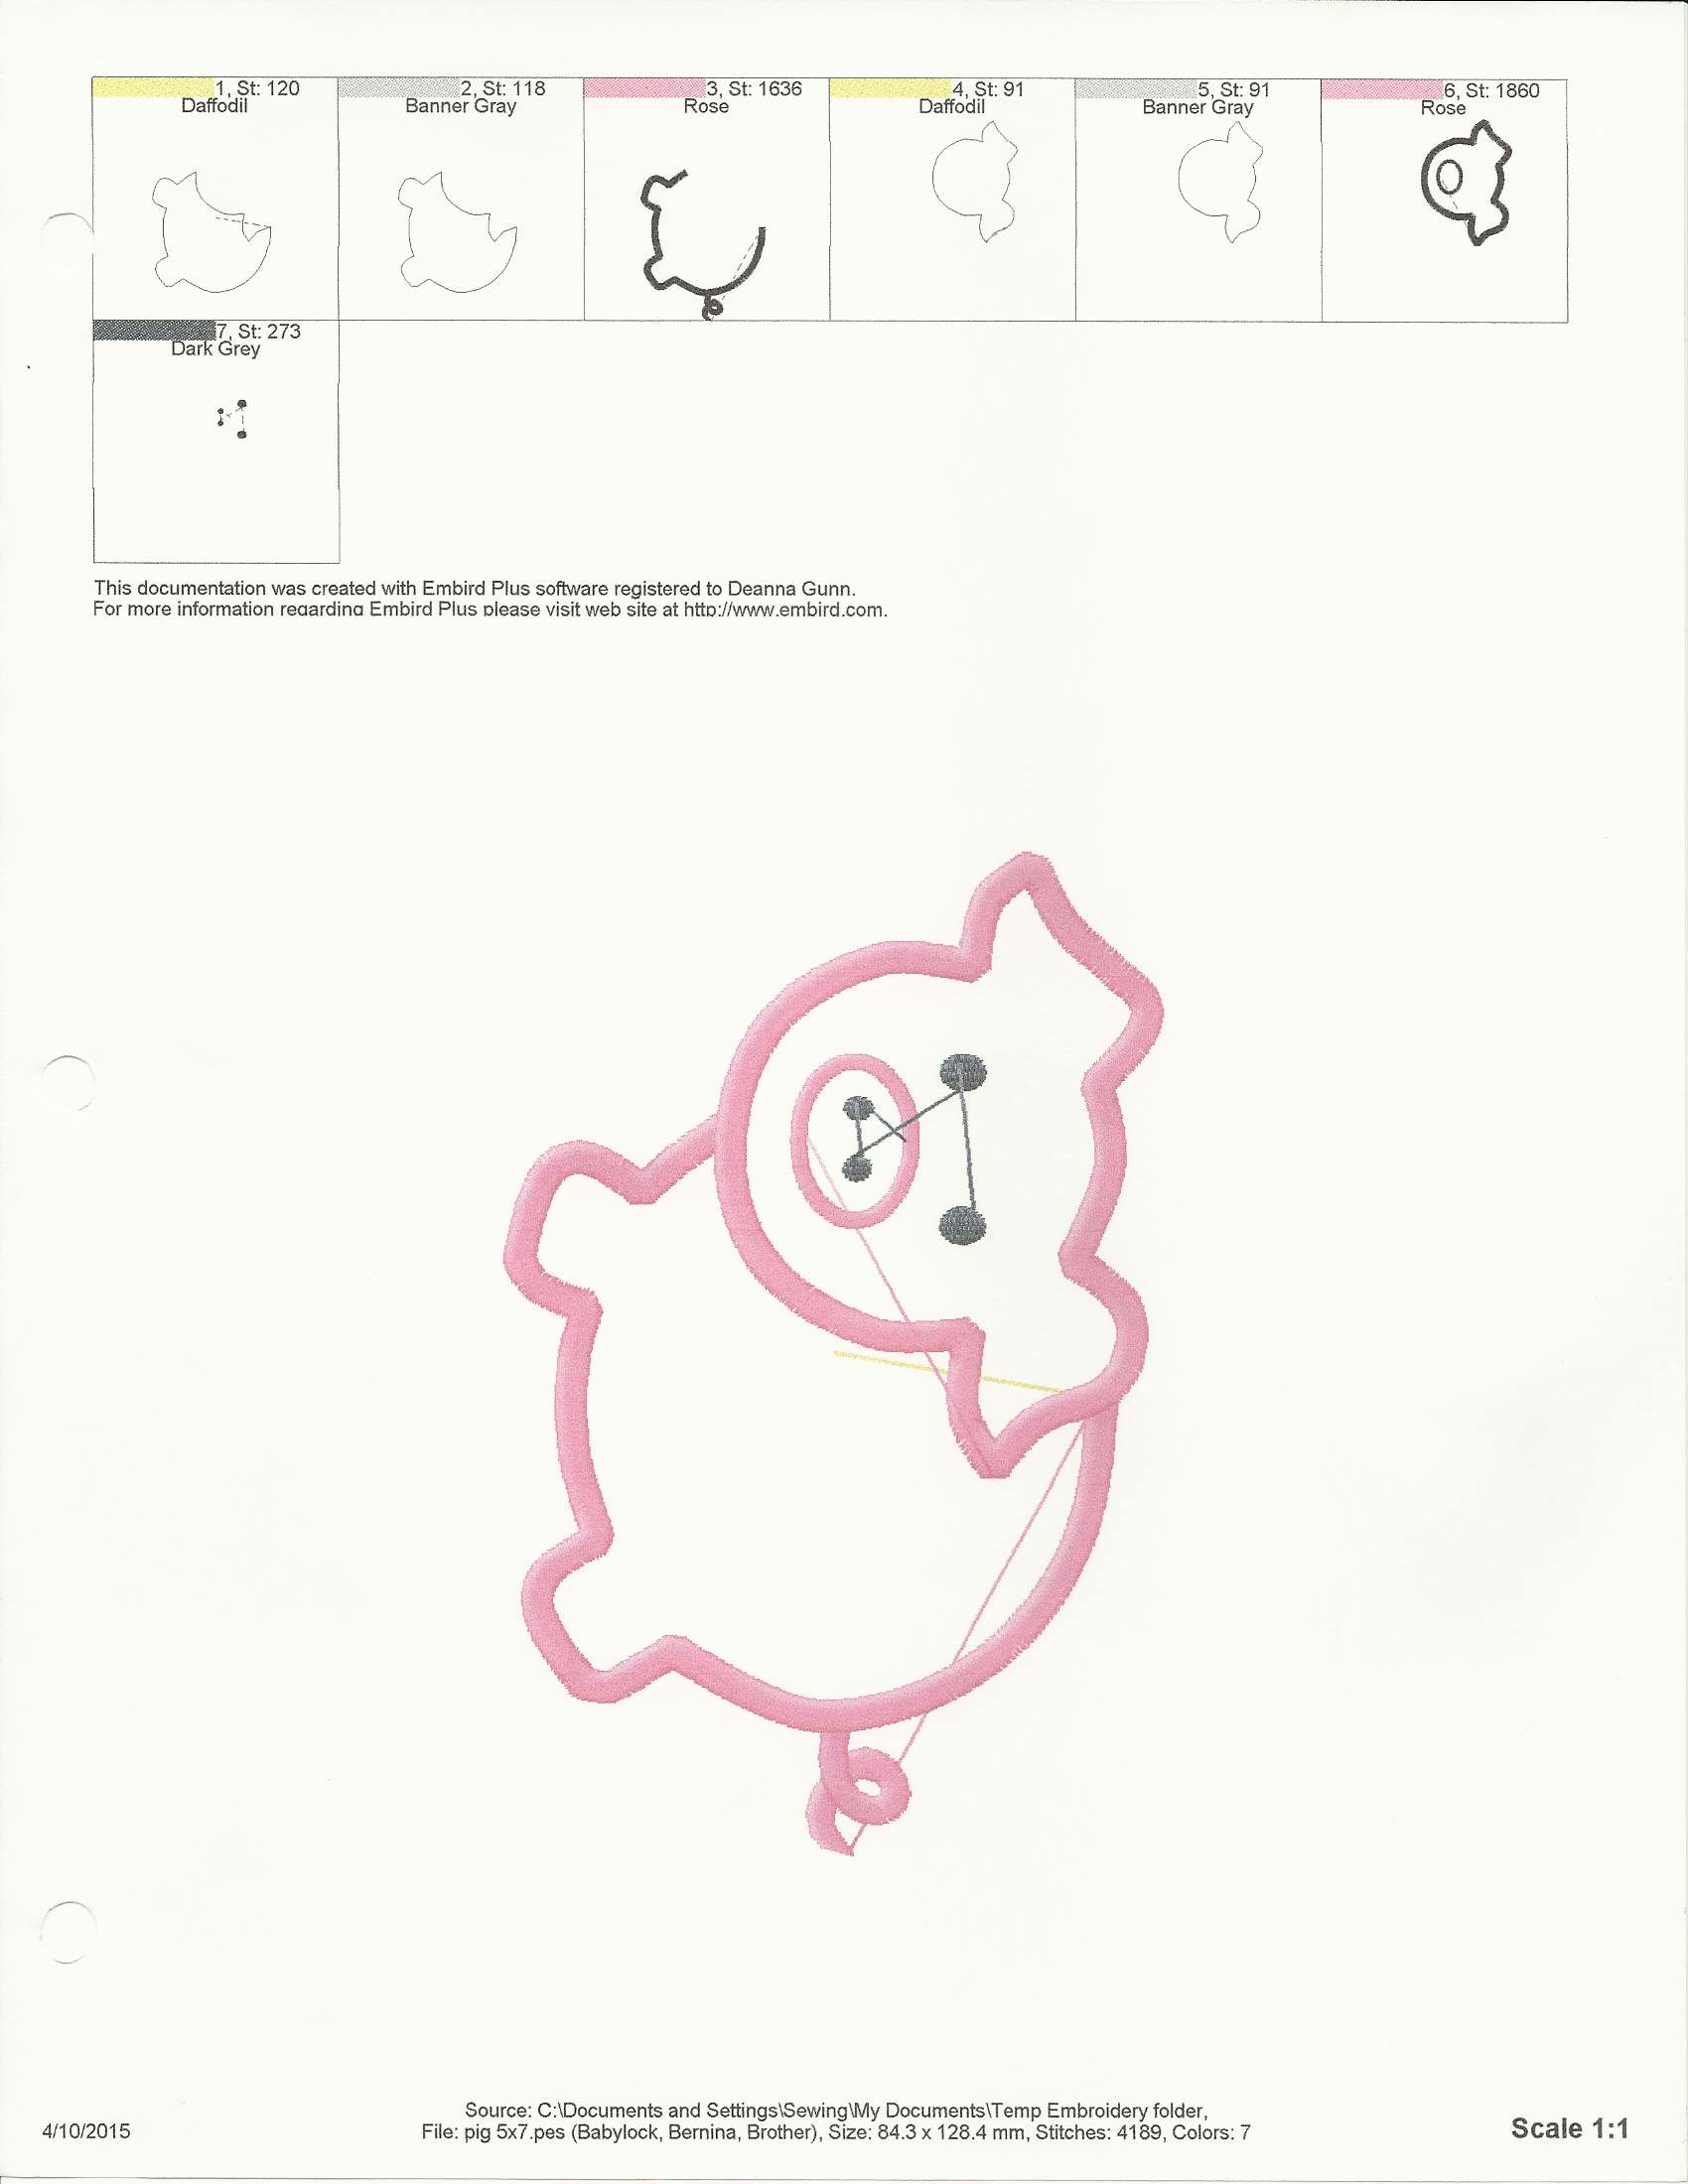 1, St: 120
Daffodil
2, St: 118
Banner Gray
3, St: 1636
Rose
4, St: 91
Daffodil
5, St: 91
Banner Gray
6, St: 1860
Rose
7, St: 273
Dark Grey
This documentation was created with Embird Plus software registered to Deanna Gunn.
For more information regarding Embird Plus please visit web site at http://www.embird.com.
Source: C:\Documents and Settings\Sewing\My Documents\Temp Embroidery folder,
4/10/2015
File: pig 5x7.pes (Babylock, Bernina, Brother), Size: 84.3 x 128.4 mm, Stitches: 4189, Colors: 7
Scale 1:1